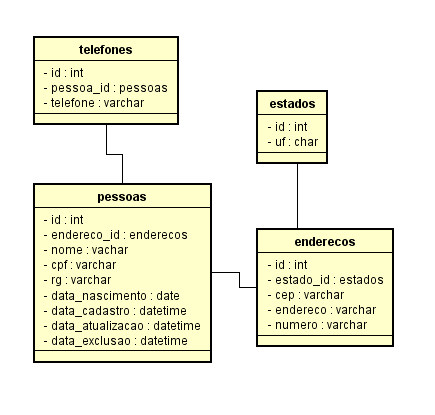 telefones
- id : int
- pessoa_id : pessoas
- telefone : varchar
estados
- id : int
- uf : char
pessoas
- id : int
- endereco_id : enderecos
- nome : vachar
- cpf : varchar
- rg : varchar
- data_nascimento : date
- data_cadastro : datetime
- data_atualizacao : datetime
- data_exclusao : datetime
enderecos
- id : int
- estado_id : estados
- cep : varchar
- endereco : varchar
- numero : varchar